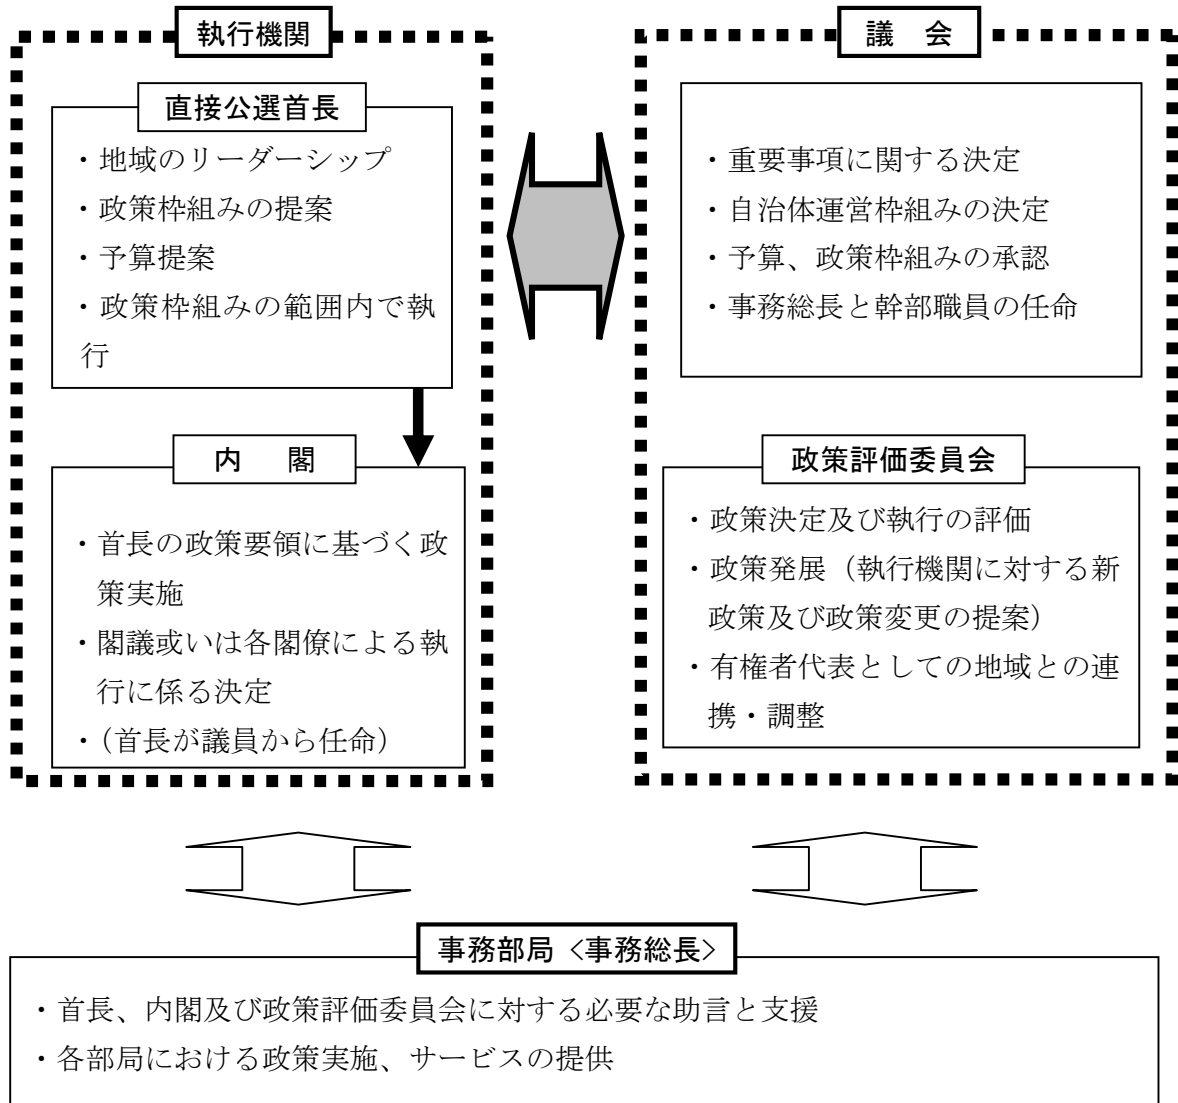 執行機関
直接公選首長
・地域のリーダーシップ
・政策枠組みの提案
・予算提案
・政策枠組みの範囲内で執
行
内 閣
・首長の政策要領に基づく政
策実施
・閣議或いは各閣僚による執
行に係る決定
・（首長が議員から任命）
議 会
・重要事項に関する決定
・自治体運営枠組みの決定
・予算、政策枠組みの承認
・事務総長と幹部職員の任命
政策評価委員会
・政策決定及び執行の評価
・政策発展（執行機関に対する新
政策及び政策変更の提案）
・有権者代表としての地域との連
携・調整
事務部局 <事務総長>
・首長、内閣及び政策評価委員会に対する必要な助言と支援
・各部局における政策実施、サービスの提供